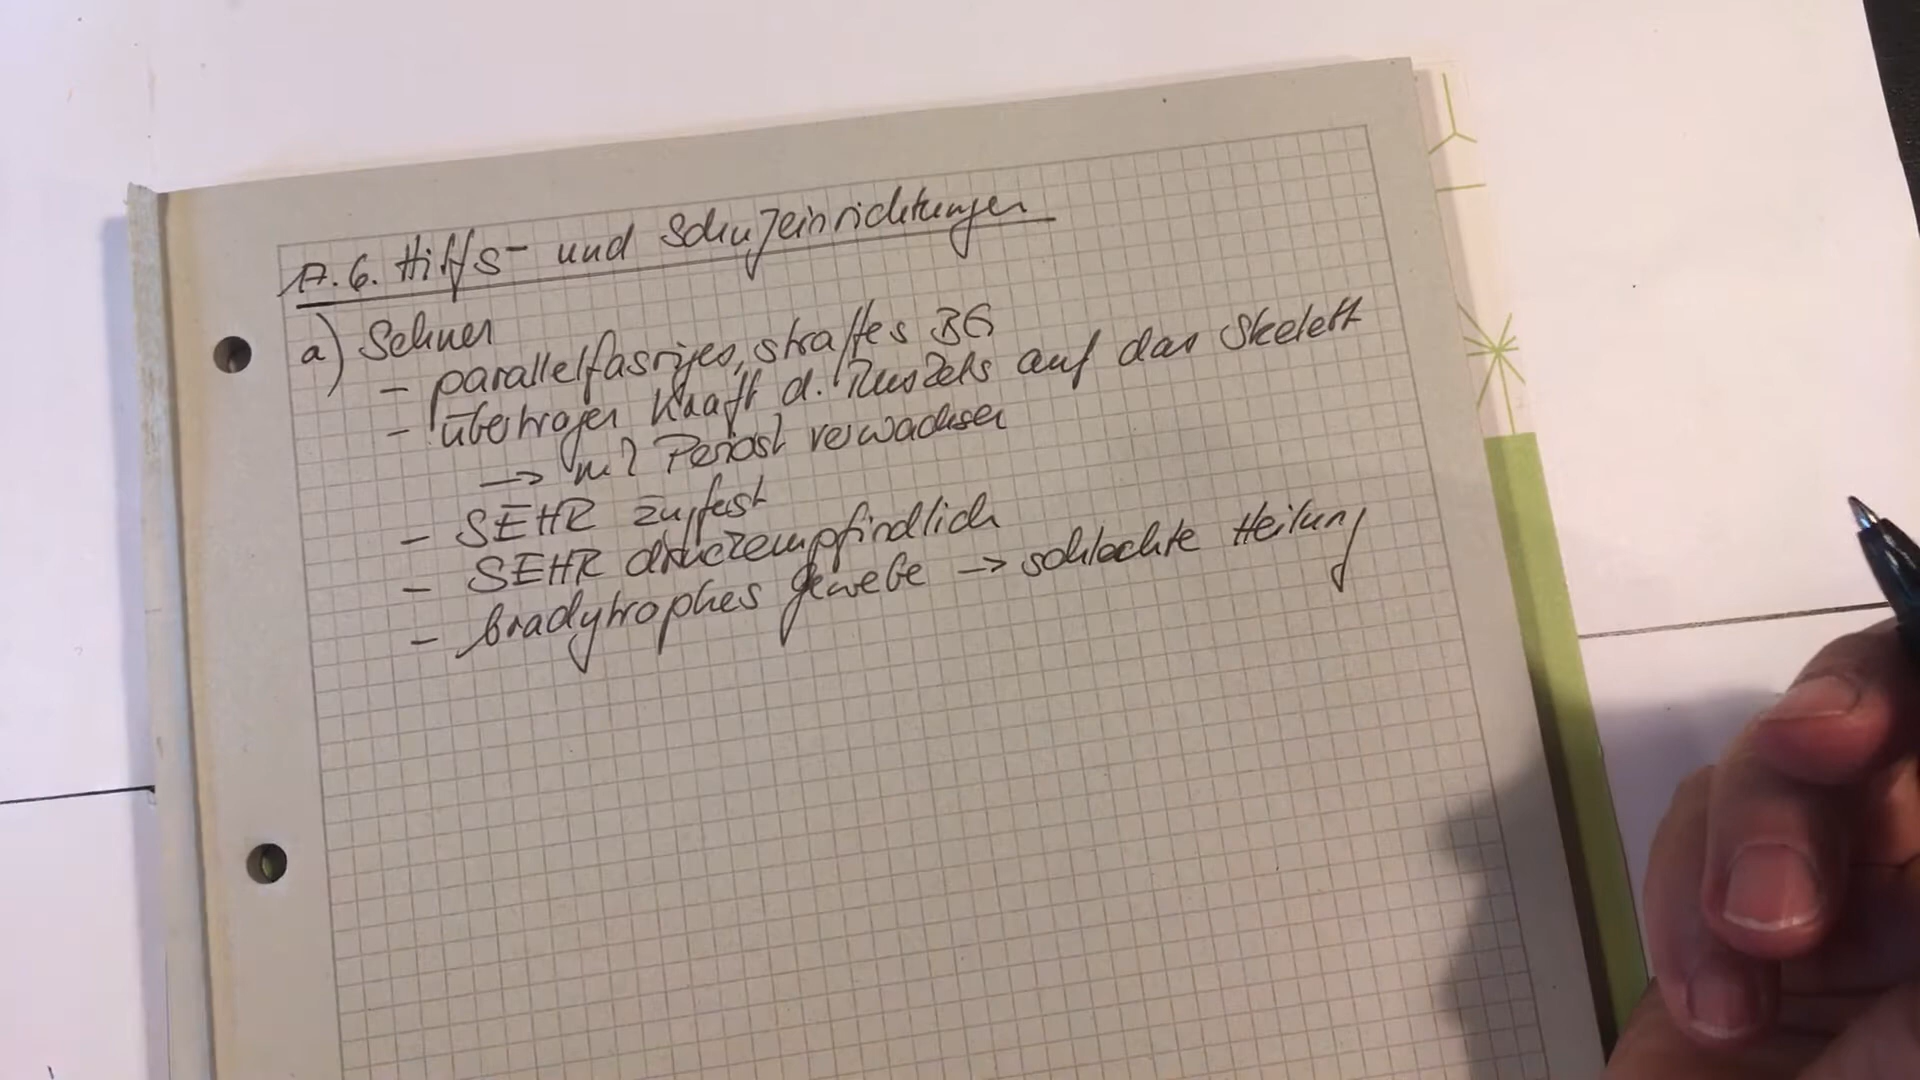 17.6. Hilfs- und Schutzeinrichtungen
a) Sehnen
- parallelfasriges, straffes BG
- übertragen Kraft d. Muskels auf das Skelett
→ m. Periost verwachsen
- SEHR zugfest
- SEHR druckempfindlich
- bradytrophes Gewebe → schlechte Heilung